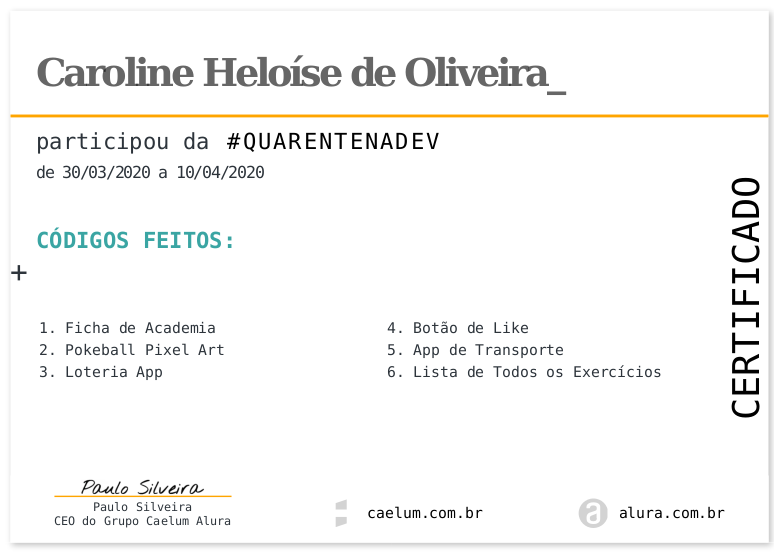 Caroline Heloíse de Oliveira_
participou da #QUARENTENADEV
de 30/03/2020 a 10/04/2020
CÓDIGOS FEITOS:
+
1. Ficha de Academia
2. Pokeball Pixel Art
3. Loteria App
4. Botão de Like
5. App de Transporte
6. Lista de Todos os Exercícios
CERTIFICADO
Paulo Silveira
Paulo Silveira
CEO do Grupo Caelum Alura
caelum.com.br
a alura.com.br